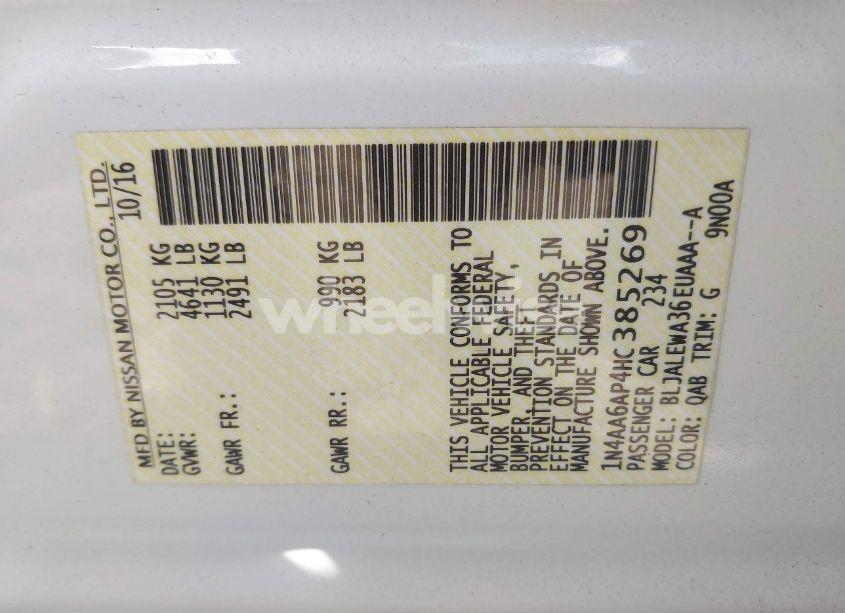 MFD BY NISSAN MOTOR CO., LTD.
DATE: 10/16
GVWR: 2105 KG
4641 LB
GAWR FR.: 1130 KG
2491 LB
GAWR RR.: 990 KG
2183 LB
THIS VEHICLE CONFORMS TO
ALL APPLICABLE FEDERAL
MOTOR VEHICLE SAFETY,
BUMPER, AND THEFT
PREVENTION STANDARDS IN
EFFECT ON THE DATE OF
MANUFACTURE SHOWN ABOVE.
1N4AA6AP4HC385269
PASSENGER CAR 234
MODEL: BLJALEWA36EUAAA--A
COLOR: QAB TRIM: G 9N00A